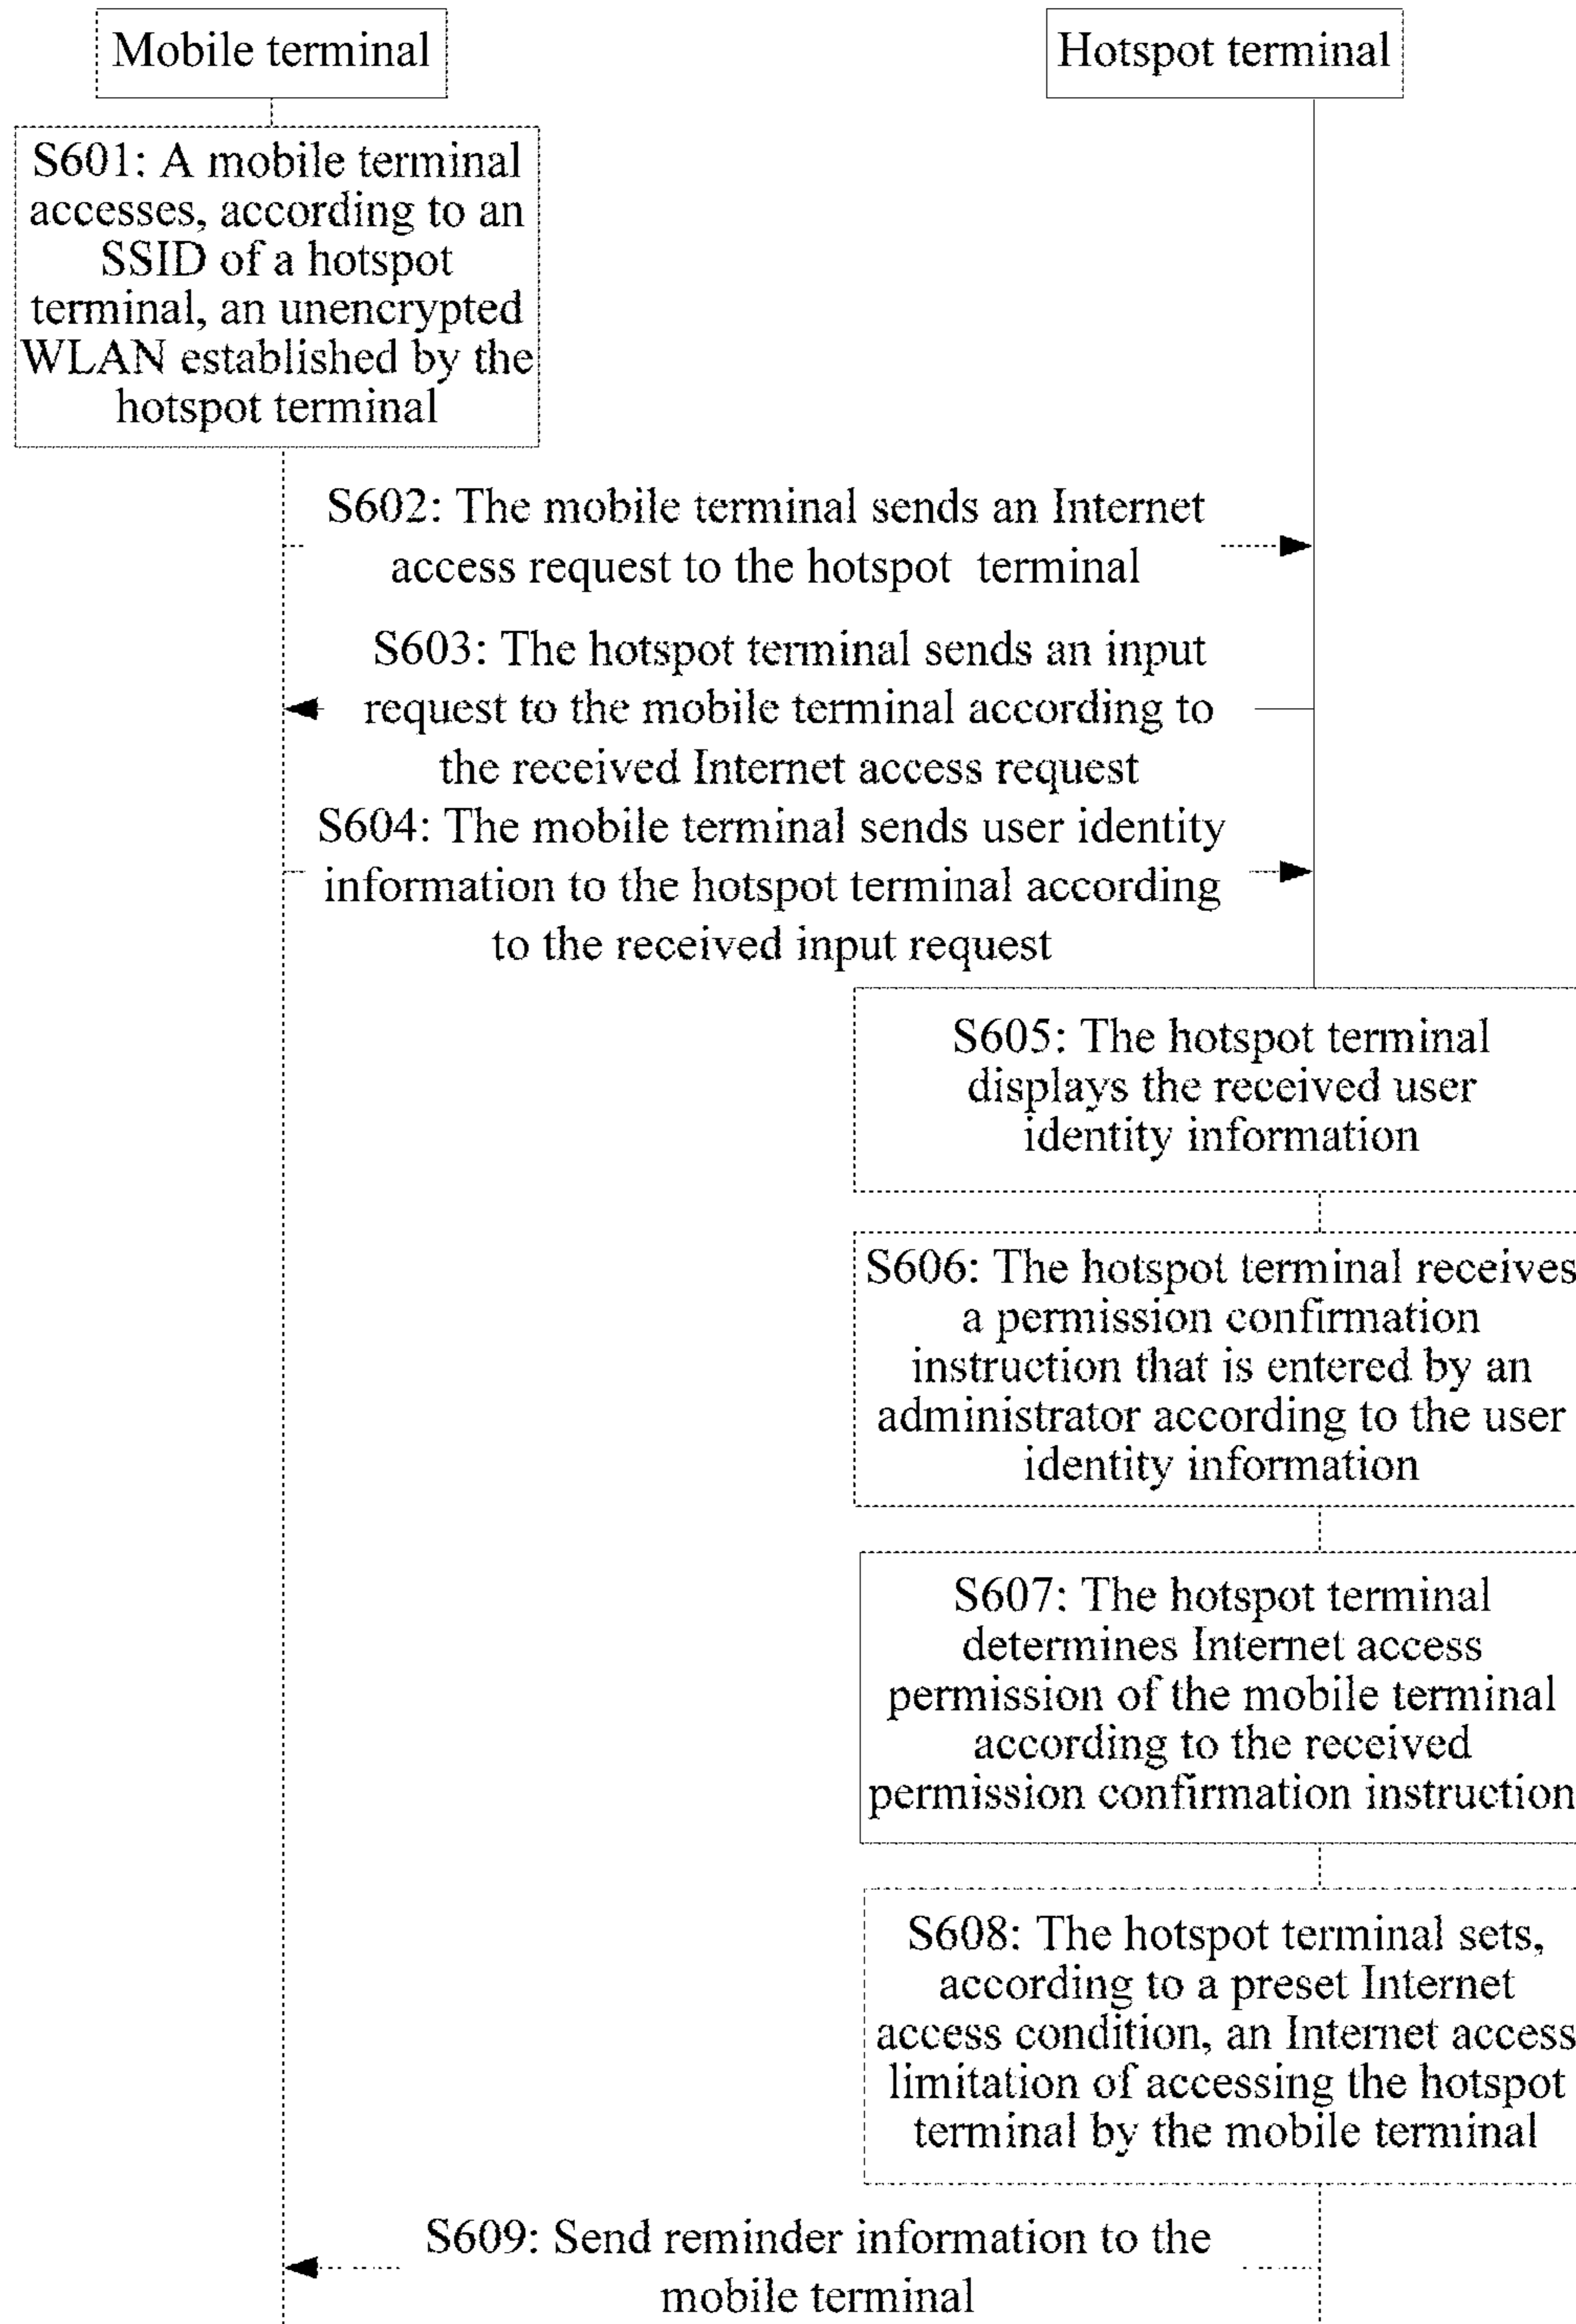 Mobile terminal
Hotspot terminal
S601: A mobile terminal
accesses, according to an
SSID of a hotspot
terminal, an unencrypted
WLAN established by the
hotspot terminal
S602: The mobile terminal sends an Internet
access request to the hotspot terminal
S603: The hotspot terminal sends an input
request to the mobile terminal according to
the received Internet access request
S604: The mobile terminal sends user identity
information to the hotspot terminal according
to the received input request
S605: The hotspot terminal
displays the received user
identity information
S606: The hotspot terminal receives
a permission confirmation
instruction that is entered by an
administrator according to the user
identity information
S607: The hotspot terminal
determines Internet access
permission of the mobile terminal
according to the received
permission confirmation instruction
S608: The hotspot terminal sets,
according to a preset Internet
access condition, an Internet access
limitation of accessing the hotspot
terminal by the mobile terminal
S609: Send reminder information to the
mobile terminal